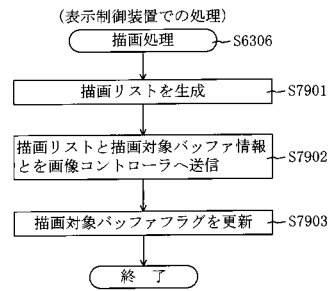 (表示制御装置での処理)
描画処理 S6306
描画リストを生成 S7901
描画リストと描画対象バッファ情報
とを画像コントローラへ送信 S7902
描画対象バッファフラグを更新 S7903
終 了